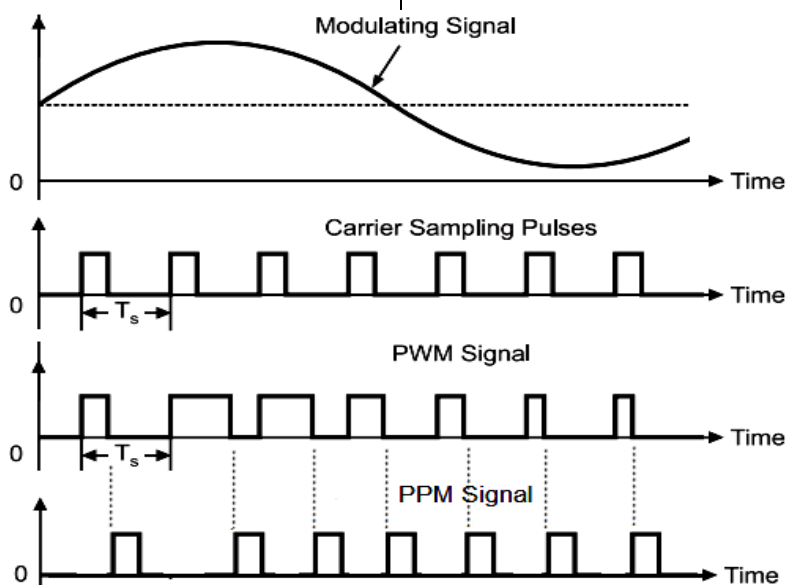 Modulating Signal
0
Time
Carrier Sampling Pulses
0
Time
Ts
PWM Signal
0
Time
Ts
PPM Signal
0
Time